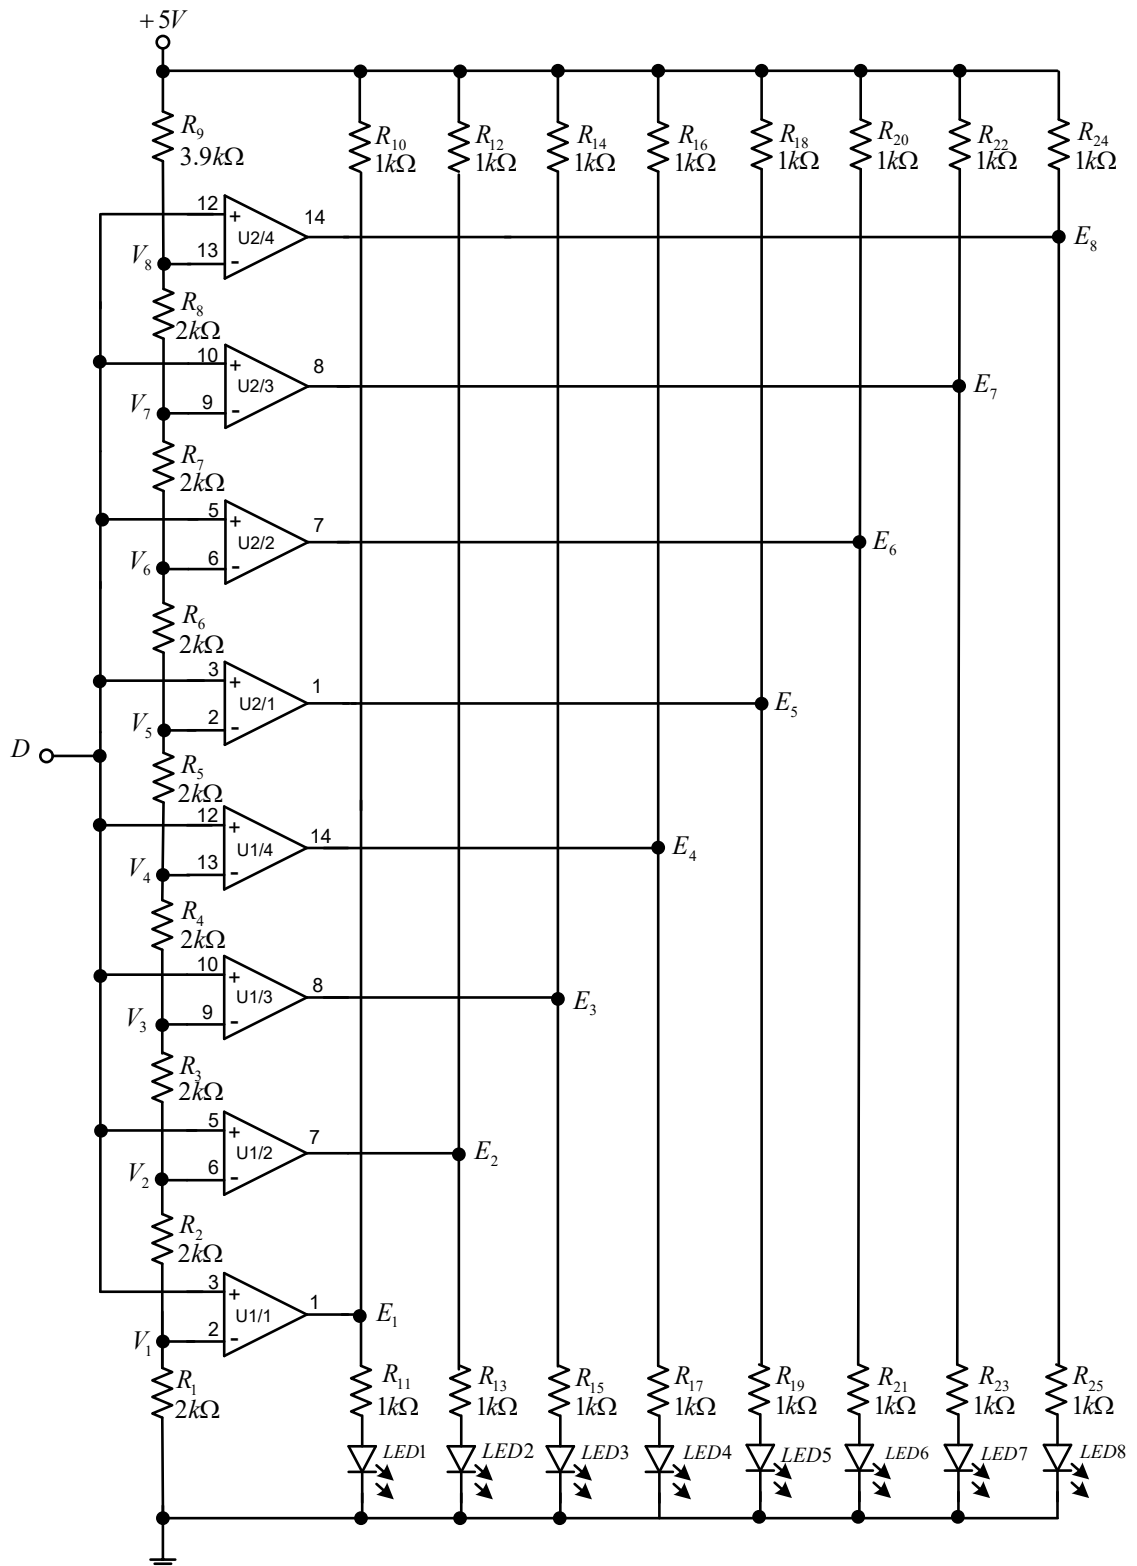 +5V
R9
3.9kΩ
R10
1kΩ
R12
1kΩ
R14
1kΩ
R16
1kΩ
R18
1kΩ
R20
1kΩ
R22
1kΩ
R24
1kΩ
12
+
U2/4
14
E8
V8
13
-
R8
2kΩ
10
+
U2/3
8
E7
V7
9
-
R7
2kΩ
5
+
U2/2
7
E6
V6
6
-
R6
2kΩ
3
+
U2/1
1
E5
V5
2
-
D
R5
2kΩ
12
+
U1/4
14
E4
V4
13
-
R4
2kΩ
10
+
U1/3
8
E3
V3
9
-
R3
2kΩ
5
+
U1/2
7
E2
V2
6
-
R2
2kΩ
3
+
U1/1
1
E1
V1
2
-
R1
2kΩ
R11
1kΩ
R13
1kΩ
R15
1kΩ
R17
1kΩ
R19
1kΩ
R21
1kΩ
R23
1kΩ
R25
1kΩ
LED1
LED2
LED3
LED4
LED5
LED6
LED7
LED8